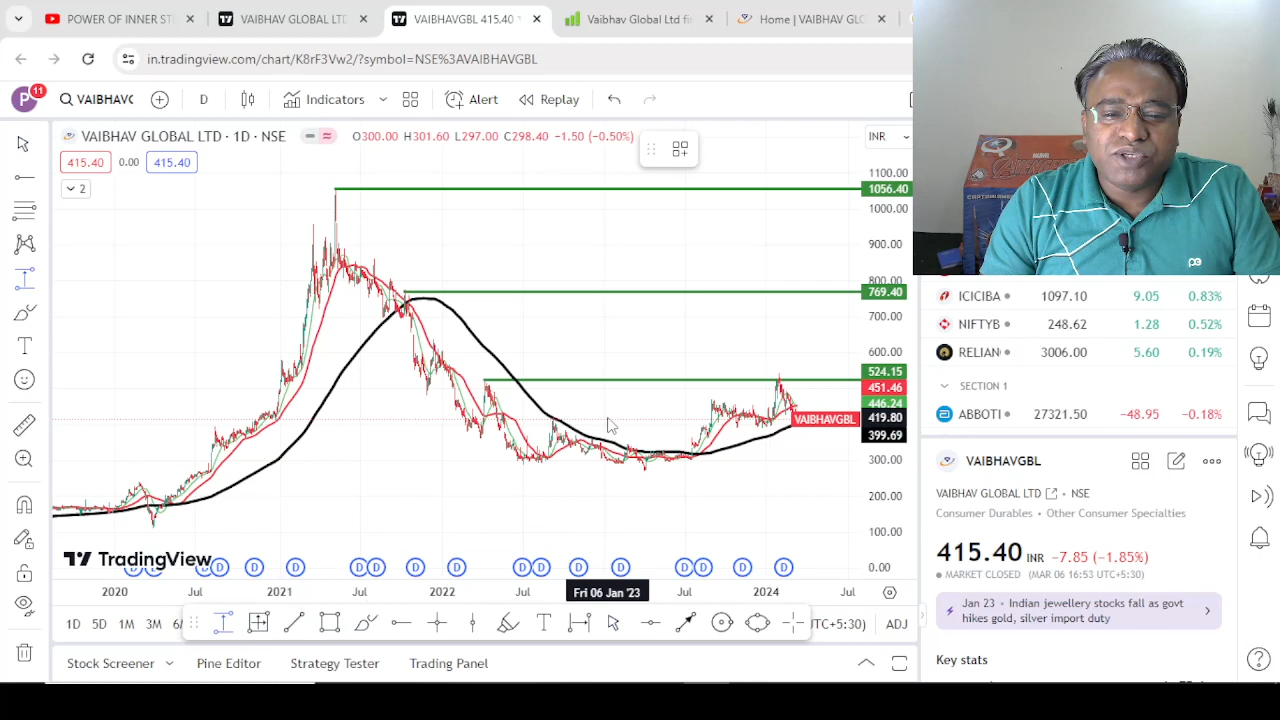 POWER OF INNER ST
VAIBHAV GLOBAL LTD
VAIBHAVGBL 415.40
Vaibhav Global Ltd fi
Home | VAIBHAV GLO
in.tradingview.com/chart/K8rF3Vw2/?symbol=NSE%3AVAIBHAVGBL
P 11
VAIBHAVG
D
Indicators
Alert
Replay
VAIBHAV GLOBAL LTD · 1D · NSE
O300.00 H301.60 L297.00 C298.40 -1.50 (-0.50%)
INR
415.40 0.00 415.40
2
1100.00
1056.40
1000.00
900.00
800.00
769.40
700.00
600.00
524.15
451.46
446.24
VAIBHAVGBL 419.80
399.69
300.00
200.00
100.00
0.00
TradingView
D D D D D D D D D D D D D D D D D D
2020 Jul 2021 Jul 2022 Jul Fri 06 Jan '23 Jul 2024 Jul
1D 5D 1M 3M 6M
(UTC+5:30) ADJ
Stock Screener Pine Editor Strategy Tester Trading Panel
MARVEL
ICICIBA 1097.10 9.05 0.83%
NIFTYB 248.62 1.28 0.52%
RELIAN 3006.00 5.60 0.19%
SECTION 1
ABBOTI 27321.50 -48.95 -0.18%
VAIBHAVGBL
VAIBHAV GLOBAL LTD • NSE
Consumer Durables • Other Consumer Specialties
415.40 INR -7.85 (-1.85%)
MARKET CLOSED (MAR 06 16:53 UTC+5:30)
Jan 23 • Indian jewellery stocks fall as govt
hikes gold, silver import duty
Key stats